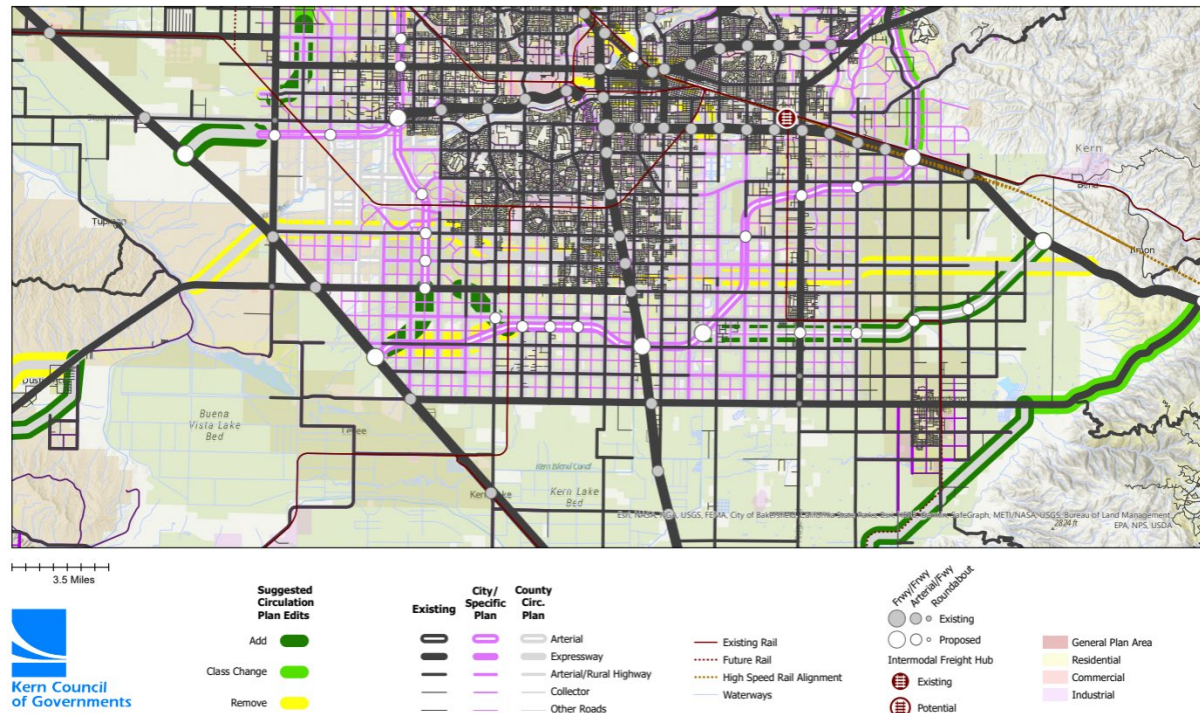 Kern
Tupman
Buena
Vista Lake
Bed
Kern Island Canal
Kern Lake
Bed
2824 ft
Esri, NASA, NGA, USGS, FEMA, City of Bakersfield, California State Parks, Esri, HERE, Garmin, SafeGraph, METI/NASA, USGS, Bureau of Land Management,
EPA, NPS, USDA
3.5 Miles
Kern Council
of Governments
Suggested
Circulation
Plan Edits
Add
Class Change
Remove
Existing
City/
Specific
Plan
County
Circ.
Plan
Arterial
Expressway
Arterial/Rural Highway
Collector
Other Roads
Existing Rail
Future Rail
High Speed Rail Alignment
Waterways
Frwy/Frwy
Arterial/Fwy
Roundabout
Existing
Proposed
Intermodal Freight Hub
Existing
Potential
General Plan Area
Residential
Commercial
Industrial